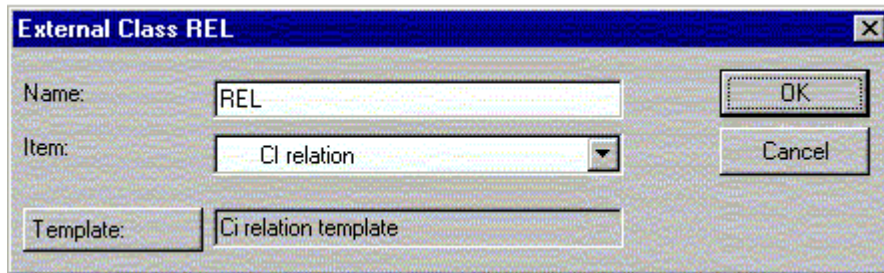 External Class REL
Name: REL OK
Item: CI relation Cancel
Template: Ci relation template